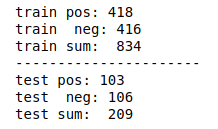 train pos: 418
train  neg: 416
train sum:  834
----------------------
test pos: 103
test  neg: 106
test sum:  209